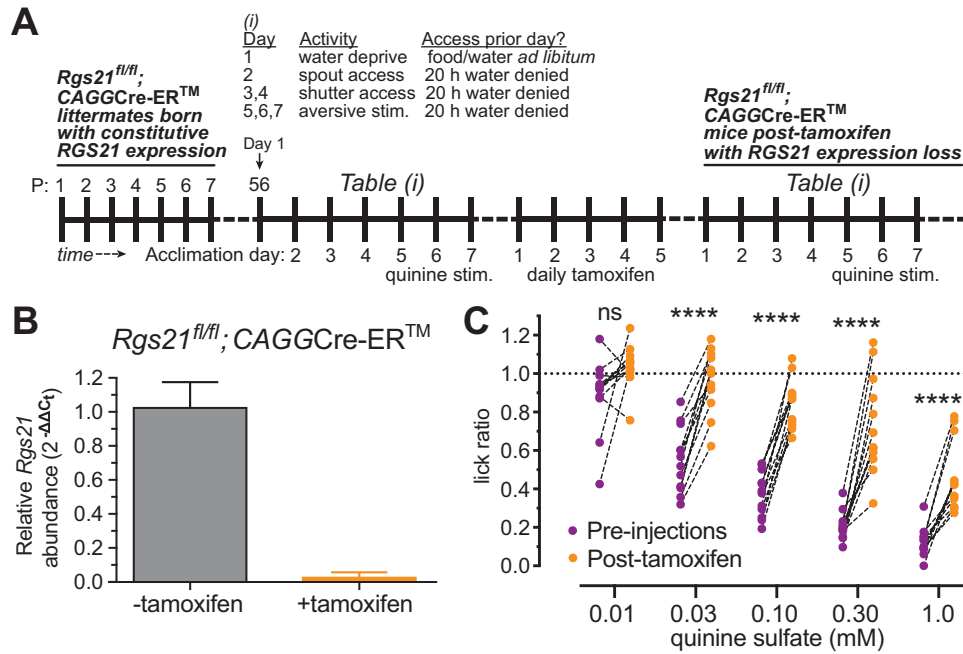 A
(i)
Day Activity Access prior day?
1 water deprive food/water ad libitum
2 spout access 20 h water denied
3,4 shutter access 20 h water denied
5,6,7 aversive stim. 20 h water denied
Rgs21fl/fl;
CAGGCre-ER™
littermates born
with constitutive
RGS21 expression
Day 1
Rgs21fl/fl;
CAGGCre-ER™
mice post-tamoxifen
with RGS21 expression loss
P: 1 2 3 4 5 6 7 56 Table (i) Table (i)
time Acclimation day: 2 3 4 5 6 7 1 2 3 4 5 1 2 3 4 5 6 7
quinine stim. daily tamoxifen quinine stim.
B
Rgs21fl/fl; CAGGCre-ER™
Relative Rgs21
abundance (2-ΔΔCt)
1.2
1.0
0.8
0.6
0.4
0.2
0.0
-tamoxifen +tamoxifen
C
ns **** **** **** ****
lick ratio
1.2
1.0
0.8
0.6
0.4
0.2
0.0
Pre-injections
Post-tamoxifen
0.01 0.03 0.10 0.30 1.0
quinine sulfate (mM)